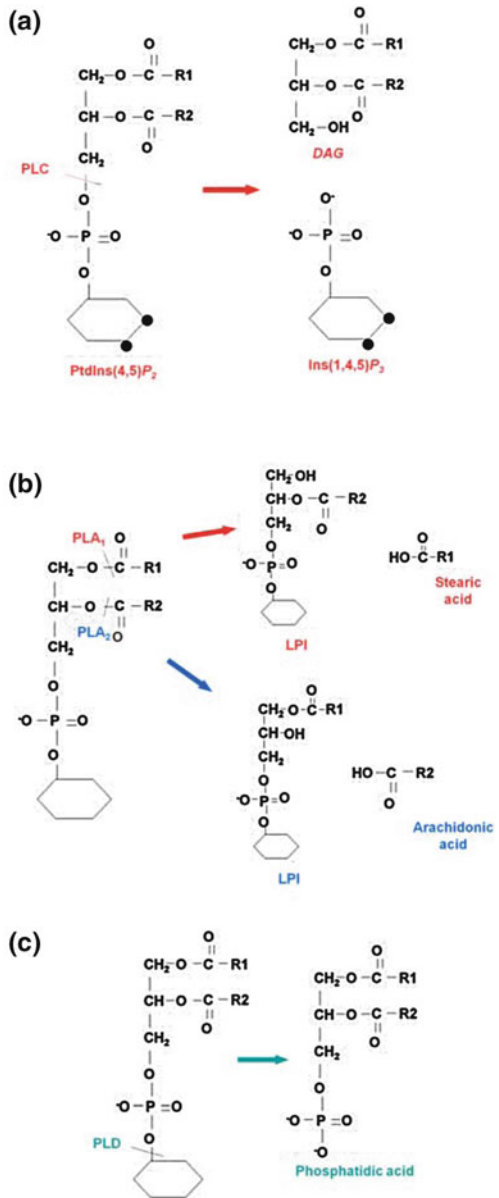 (a)
O
CH2-O-C-R1
CH-O-C-R2
O
CH2
PLC
O
-O-P=O
O
PtdIns(4,5)P2
O
CH2-O-C-R1
CH-O-C-R2
O
CH2-OH
DAG
O-
-O-P=O
O
Ins(1,4,5)P3
(b)
PLA1
O
CH2-O-C-R1
CH-O-C-R2
PLA2
O
CH2
O
-O-P=O
O
CH2-OH
CH-O-C-R2
CH2
O
O
-O-P=O
O
LPI
O
HO-C-R1
Stearic
acid
O
CH2-O-C-R1
CH-OH
CH2
O
-O-P=O
O
LPI
HO-C-R2
O
Arachidonic
acid
(c)
O
CH2-O-C-R1
CH-O-C-R2
O
CH2
O
-O-P=O
O
PLD
O
CH2-O-C-R1
CH-O-C-R2
O
CH2
O
-O-P=O
-O
Phosphatidic acid